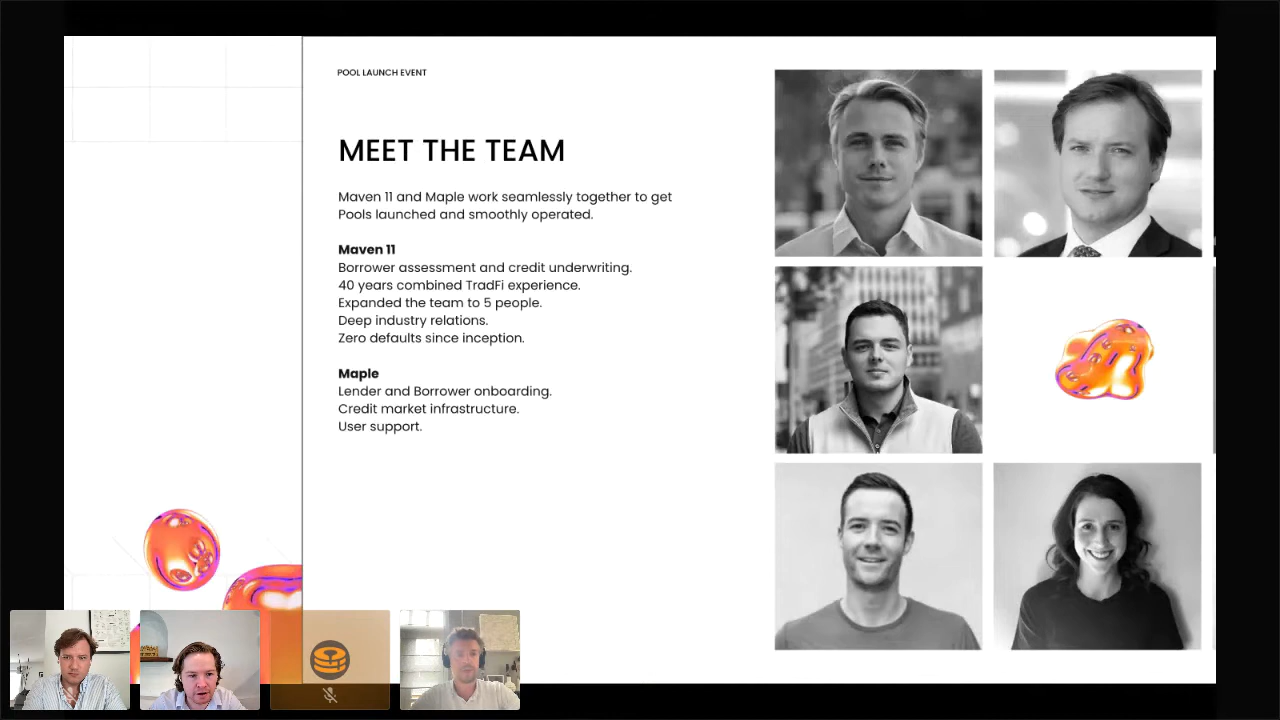 POOL LAUNCH EVENT
MEET THE TEAM
Maven 11 and Maple work seamlessly together to get
Pools launched and smoothly operated.
Maven 11
Borrower assessment and credit underwriting.
40 years combined TradFi experience.
Expanded the team to 5 people.
Deep industry relations.
Zero defaults since inception.
Maple
Lender and Borrower onboarding.
Credit market infrastructure.
User support.